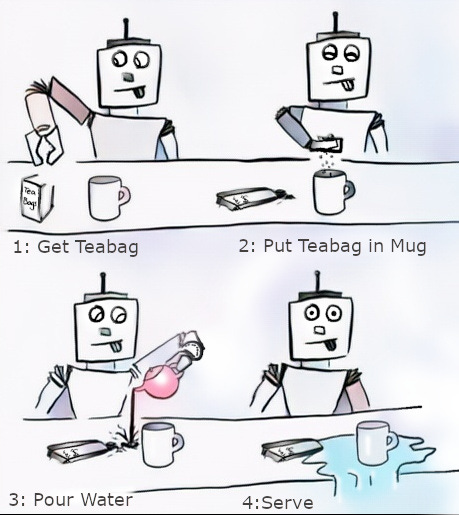 Tea
Bags
1: Get Teabag
2: Put Teabag in Mug
3: Pour Water
4:Serve